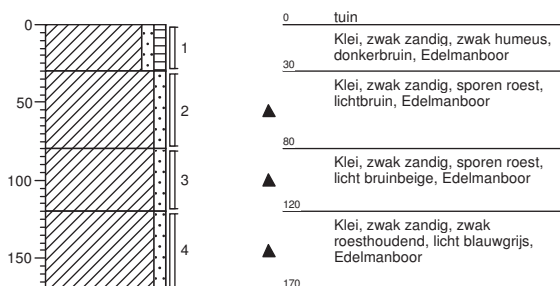 0
50
100
150
1
2
3
4
0 tuin
Klei, zwak zandig, zwak humeus,
donkerbruin, Edelmanboor
30
Klei, zwak zandig, sporen roest,
lichtbruin, Edelmanboor
80
Klei, zwak zandig, sporen roest,
licht bruinbeige, Edelmanboor
120
Klei, zwak zandig, zwak
roesthoudend, licht blauwgrijs,
Edelmanboor
170